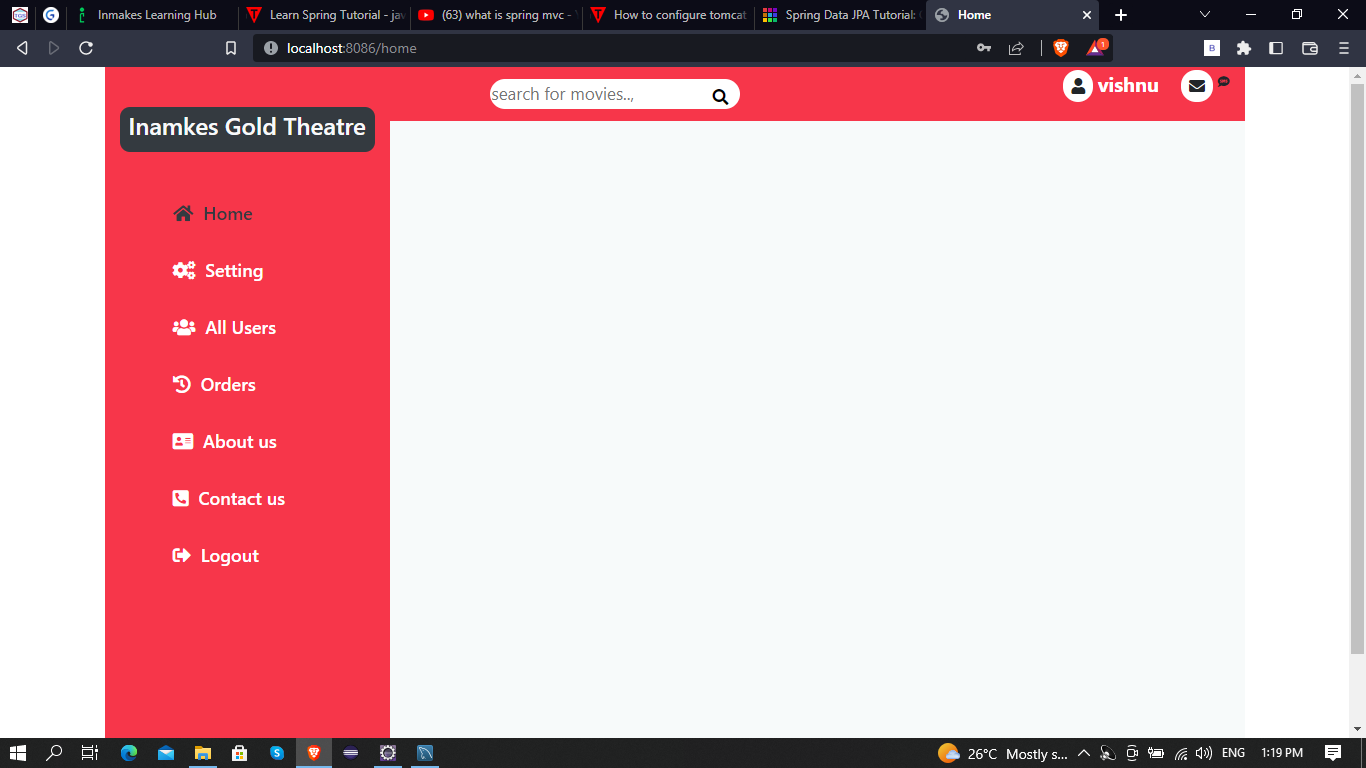 TGS
G
Inmakes Learning Hub
Learn Spring Tutorial - jav
(63) what is spring mvc -
How to configure tomcat
Spring Data JPA Tutorial:
Home
localhost:8086/home
1
B
search for movies..,
vishnu
Inamkes Gold Theatre
Home
Setting
All Users
Orders
About us
Contact us
Logout
26°C Mostly s...
ENG
1:19 PM